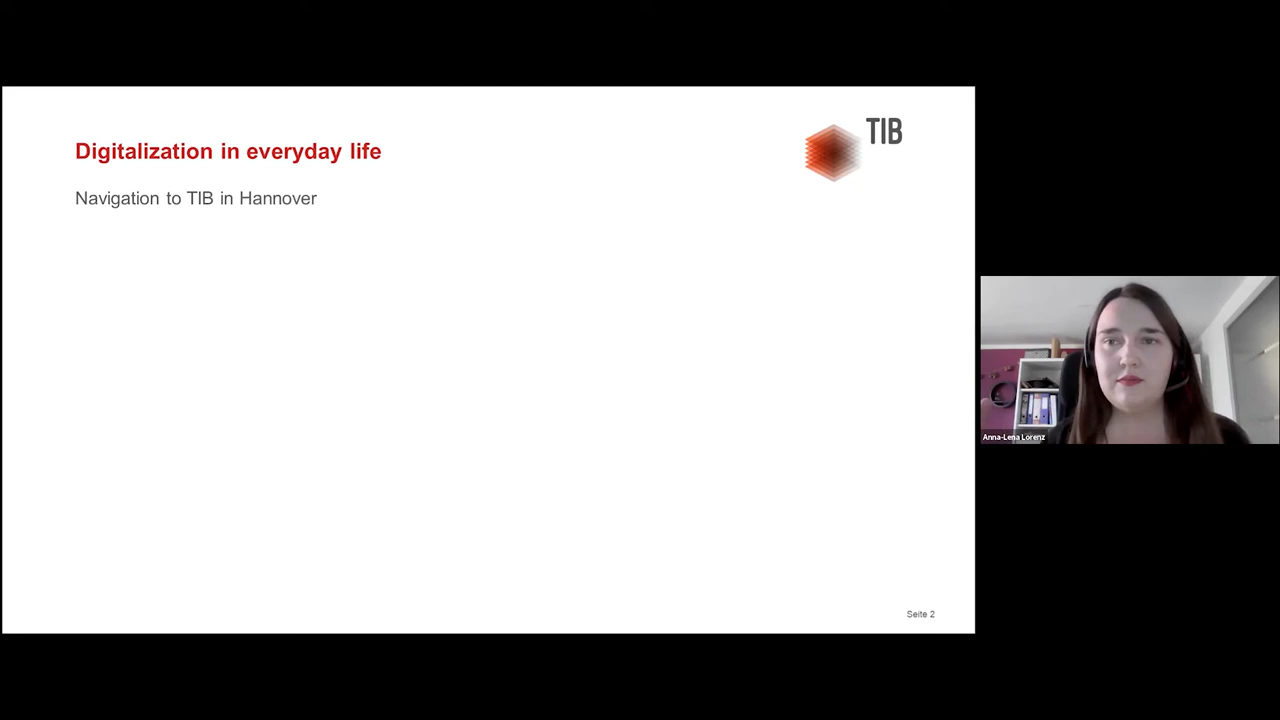 Digitalization in everyday life
TIB
Navigation to TIB in Hannover
Anna-Lena Lorenz
Seite 2